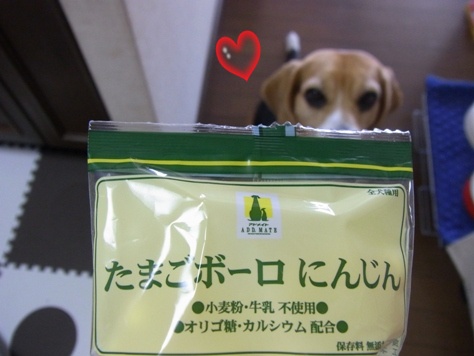 全犬種用
ADD.MATE
たまごボーロ にんじん
●小麦粉・牛乳 不使用●
●オリゴ糖・カルシウム 配合●
保存料 無添加